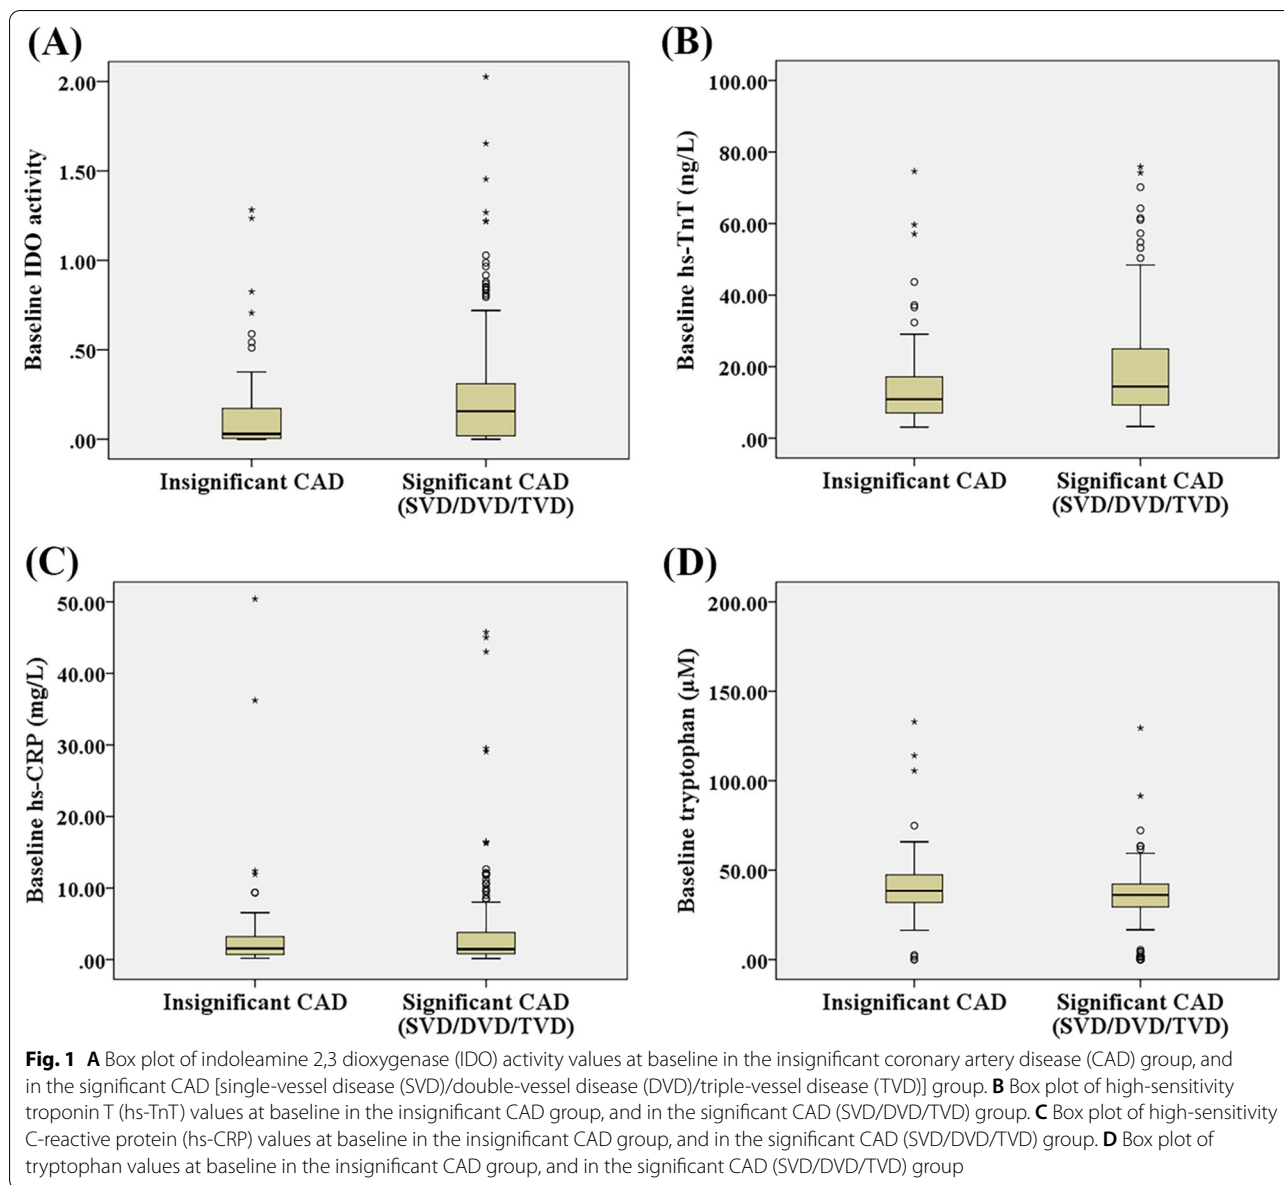 (A)
2.00
1.50
1.00
.50
.00
Baseline IDO activity
Insignificant CAD
Significant CAD
(SVD/DVD/TVD)
(B)
100.00
80.00
60.00
40.00
20.00
.00
Baseline hs-TnT (ng/L)
Insignificant CAD
Significant CAD
(SVD/DVD/TVD)
(C)
50.00
40.00
30.00
20.00
10.00
.00
Baseline hs-CRP (mg/L)
Insignificant CAD
Significant CAD
(SVD/DVD/TVD)
(D)
200.00
150.00
100.00
50.00
.00
Baseline tryptophan (µM)
Insignificant CAD
Significant CAD
(SVD/DVD/TVD)
Fig. 1 A Box plot of indoleamine 2,3 dioxygenase (IDO) activity values at baseline in the insignificant coronary artery disease (CAD) group, and
in the significant CAD [single-vessel disease (SVD)/double-vessel disease (DVD)/triple-vessel disease (TVD)] group. B Box plot of high-sensitivity
troponin T (hs-TnT) values at baseline in the insignificant CAD group, and in the significant CAD (SVD/DVD/TVD) group. C Box plot of high-sensitivity
C-reactive protein (hs-CRP) values at baseline in the insignificant CAD group, and in the significant CAD (SVD/DVD/TVD) group. D Box plot of
tryptophan values at baseline in the insignificant CAD group, and in the significant CAD (SVD/DVD/TVD) group